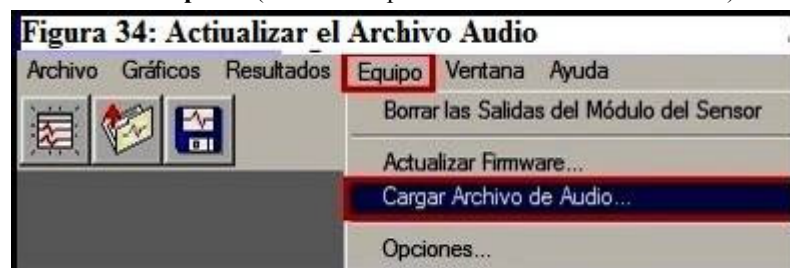 Figura 34: Actiualizar el Archivo Audio
Archivo Gráficos Resultados Equipo Ventana Ayuda
Borrar las Salidas del Módulo del Sensor
Actualizar Firmware...
Cargar Archivo de Audio...
Opciones...